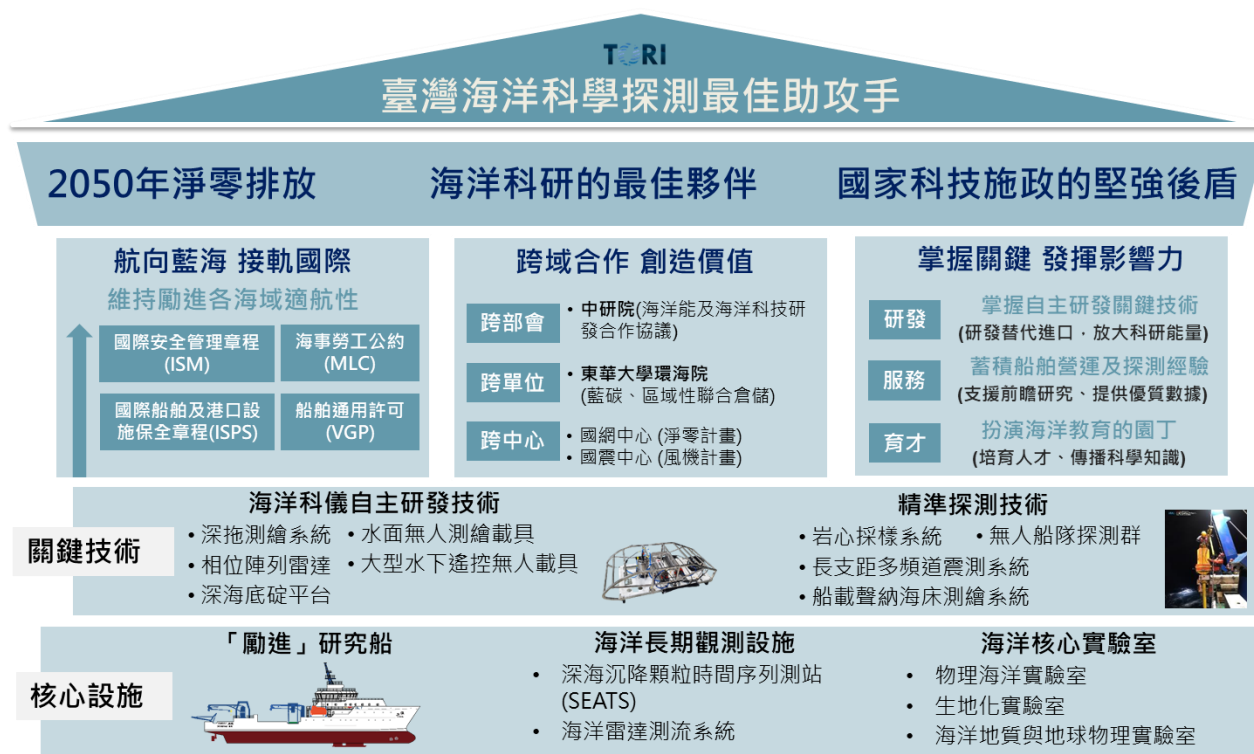 TORI
臺灣海洋科學探測最佳助攻手
2050年淨零排放
海洋科研的最佳夥伴
國家科技施政的堅強後盾
航向藍海 接軌國際
維持勵進各海域適航性
國際安全管理章程
(ISM)
海事勞工公約
(MLC)
國際船舶及港口設
施保全章程(ISPS)
船舶通用許可
(VGP)
跨域合作 創造價值
跨部會
• 中研院(海洋能及海洋科技研
發合作協議)
跨單位
• 東華大學環海院
(藍碳、區域性聯合倉儲)
跨中心
• 國網中心 (淨零計畫)
• 國震中心 (風機計畫)
掌握關鍵 發揮影響力
研發
掌握自主研發關鍵技術
(研發替代進口．放大科研能量)
服務
蓄積船舶營運及探測經驗
(支援前瞻研究、提供優質數據)
育才
扮演海洋教育的園丁
(培育人才、傳播科學知識)
關鍵技術
海洋科儀自主研發技術
• 深拖測繪系統
• 水面無人測繪載具
• 相位陣列雷達
• 大型水下遙控無人載具
• 深海底碇平台
精準探測技術
• 岩心採樣系統
• 無人船隊探測群
• 長支距多頻道震測系統
• 船載聲納海床測繪系統
核心設施
「勵進」研究船
海洋長期觀測設施
• 深海沉降顆粒時間序列測站
(SEATS)
• 海洋雷達測流系統
海洋核心實驗室
• 物理海洋實驗室
• 生地化實驗室
• 海洋地質與地球物理實驗室